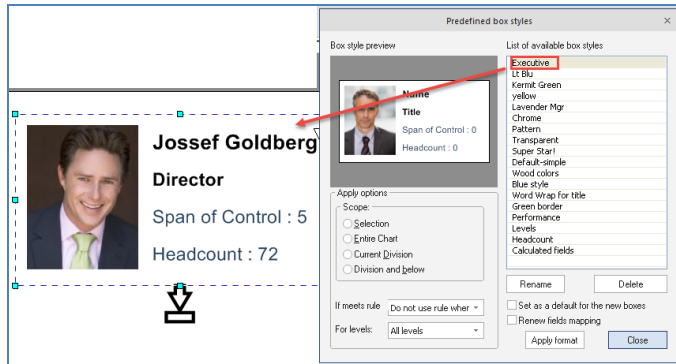 Predefined box styles
Box style preview
List of available box styles
Name
Title
Span of Control : 0
Headcount : 0
Executive
Lt Blu
Kermit Green
yellow
Lavender Mgr
Chrome
Pattern
Transparent
Super Star!
Default-simple
Wood colors
Blue style
Word Wrap for title
Green border
Performance
Levels
Headcount
Calculated fields
Jossef Goldberg
Director
Span of Control : 5
Headcount : 72
Apply options
Scope:
Selection
Entire Chart
Current Division
Division and below
If meets rule
Do not use rule wher
For levels:
All levels
Rename
Delete
Set as a default for the new boxes
Renew fields mapping
Apply format
Close